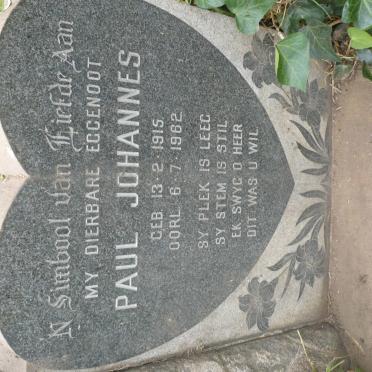 'N Simbool van Liefde Aan
MY DIERBARE EGGENOOT
PAUL JOHANNES
GEB. 13-2-1915
OORL. 6-7-1962
SY PLEK IS LEEG
SY STEM IS STIL
EK SWYG O HEER
DIT WAS U WIL